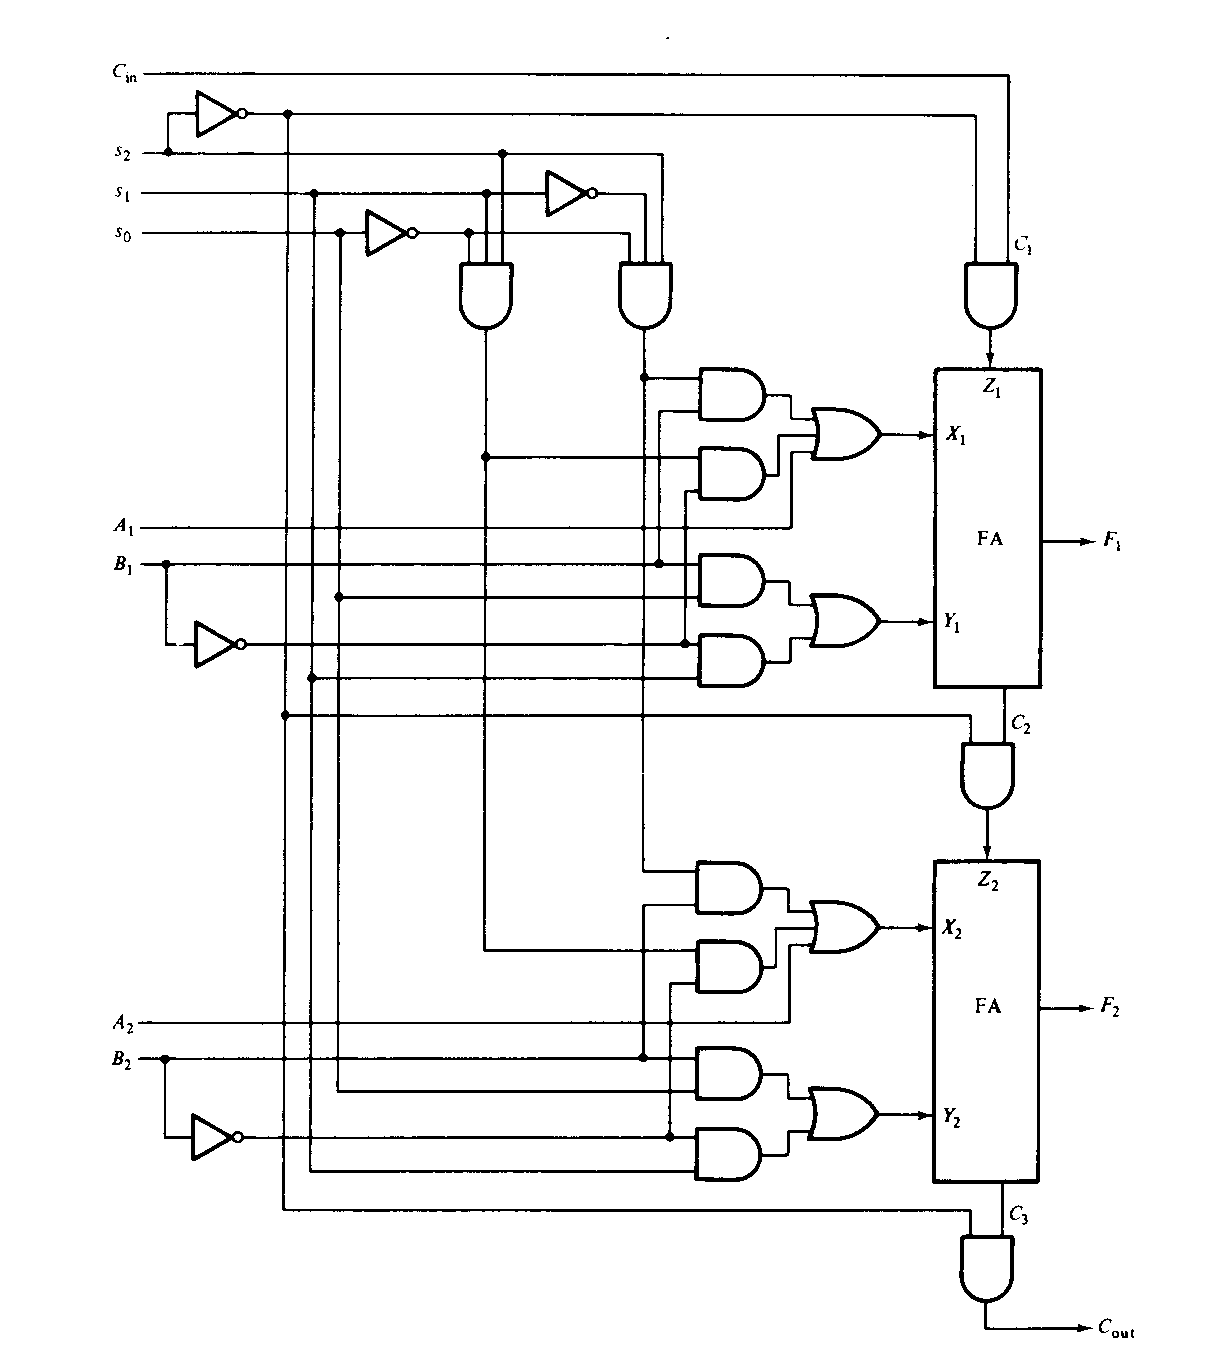 C_in
s_2
s_1
s_0
C_1
Z_1
X_1
A_1
FA
F_1
B_1
Y_1
C_2
Z_2
X_2
FA
F_2
A_2
B_2
Y_2
C_3
C_out